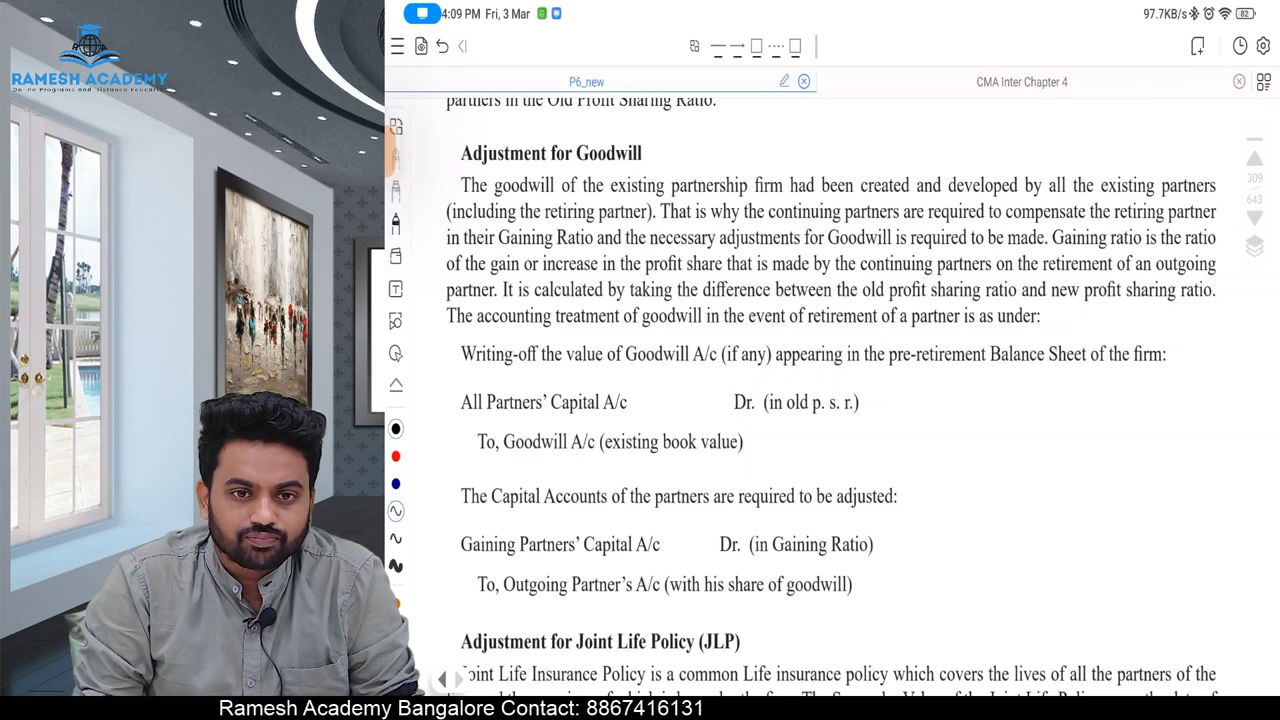 RAMESH ACADEMY
Online Programs and Distance Education
4:09 PM Fri, 3 Mar
97.7KB/s
82
P6_new
CMA Inter Chapter 4
partners in the Old Profit Sharing Ratio.
Adjustment for Goodwill
The goodwill of the existing partnership firm had been created and developed by all the existing partners
(including the retiring partner). That is why the continuing partners are required to compensate the retiring partner
in their Gaining Ratio and the necessary adjustments for Goodwill is required to be made. Gaining ratio is the ratio
of the gain or increase in the profit share that is made by the continuing partners on the retirement of an outgoing
partner. It is calculated by taking the difference between the old profit sharing ratio and new profit sharing ratio.
The accounting treatment of goodwill in the event of retirement of a partner is as under:
Writing-off the value of Goodwill A/c (if any) appearing in the pre-retirement Balance Sheet of the firm:
All Partners' Capital A/c Dr. (in old p. s. r.)
To, Goodwill A/c (existing book value)
The Capital Accounts of the partners are required to be adjusted:
Gaining Partners' Capital A/c Dr. (in Gaining Ratio)
To, Outgoing Partner's A/c (with his share of goodwill)
Adjustment for Joint Life Policy (JLP)
Joint Life Insurance Policy is a common Life insurance policy which covers the lives of all the partners of the
309
643
Ramesh Academy Bangalore Contact: 8867416131